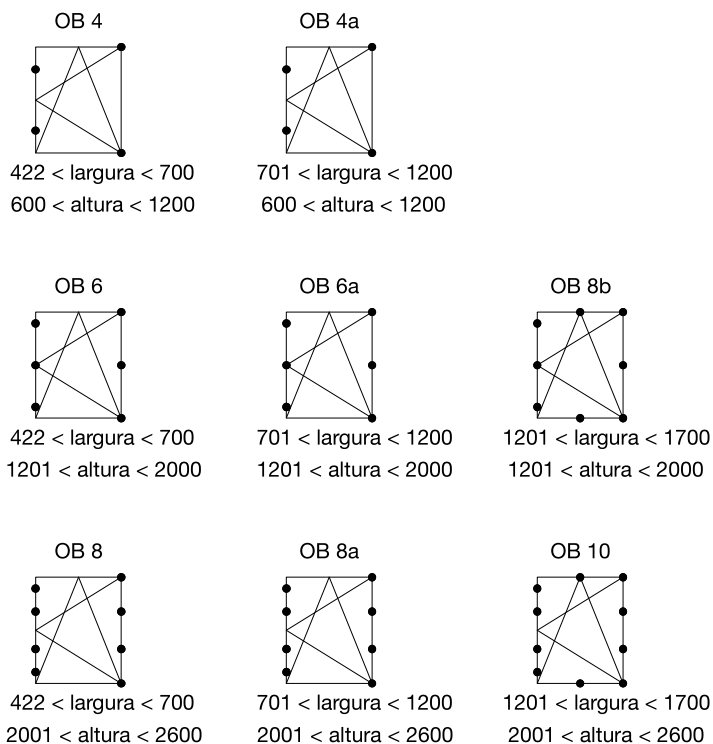 OB 4
OB 4a
422 < largura < 700
701 < largura < 1200
600 < altura < 1200
600 < altura < 1200
OB 6
OB 6a
OB 8b
422 < largura < 700
701 < largura < 1200
1201 < largura < 1700
1201 < altura < 2000
1201 < altura < 2000
1201 < altura < 2000
OB 8
OB 8a
OB 10
422 < largura < 700
701 < largura < 1200
1201 < largura < 1700
2001 < altura < 2600
2001 < altura < 2600
2001 < altura < 2600